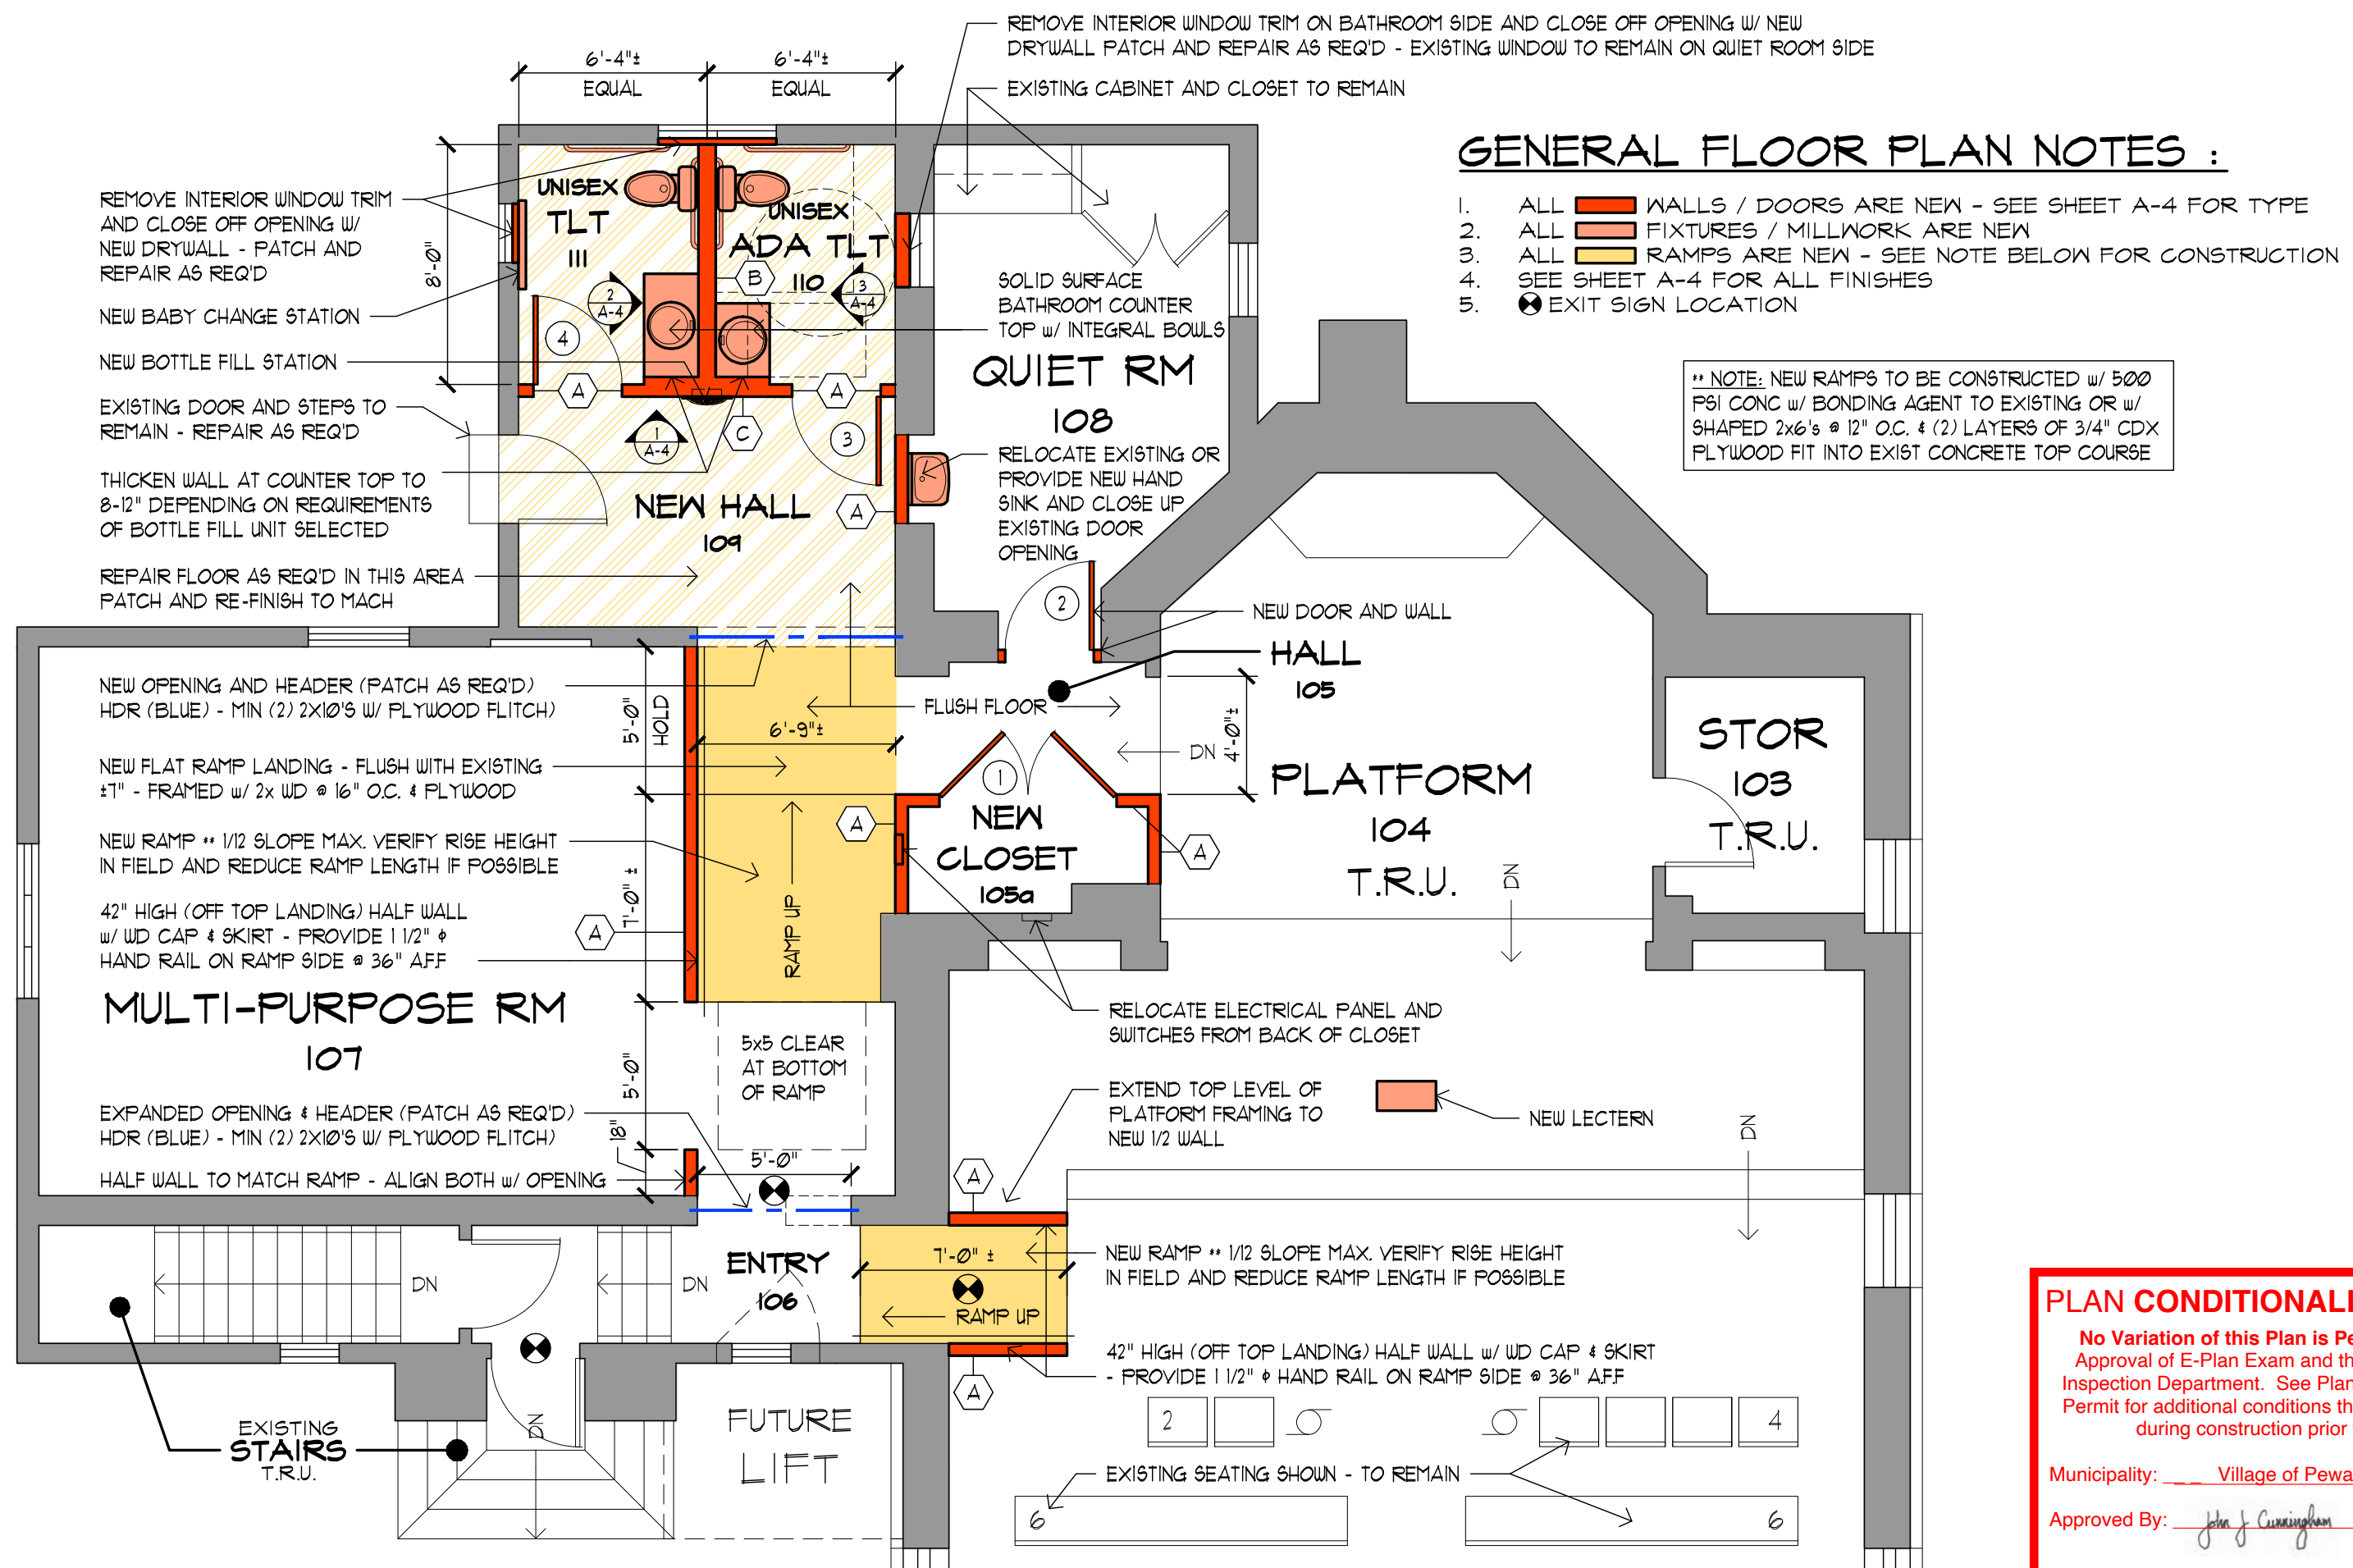 REMOVE INTERIOR WINDOW TRIM ON BATHROOM SIDE AND CLOSE OFF OPENING W/ NEW
DRYWALL PATCH AND REPAIR AS REQ'D - EXISTING WINDOW TO REMAIN ON QUIET ROOM SIDE
6'-4"±
EQUAL
6'-4"±
EQUAL
EXISTING CABINET AND CLOSET TO REMAIN
GENERAL FLOOR PLAN NOTES :
1. ALL WALLS / DOORS ARE NEW - SEE SHEET A-4 FOR TYPE
2. ALL FIXTURES / MILLWORK ARE NEW
3. ALL RAMPS ARE NEW - SEE NOTE BELOW FOR CONSTRUCTION
4. SEE SHEET A-4 FOR ALL FINISHES
5. EXIT SIGN LOCATION
** NOTE: NEW RAMPS TO BE CONSTRUCTED w/ 500
PSI CONC w/ BONDING AGENT TO EXISTING OR w/
SHAPED 2x6's @ 12" O.C. & (2) LAYERS OF 3/4" CDX
PLYWOOD FIT INTO EXIST CONCRETE TOP COURSE
REMOVE INTERIOR WINDOW TRIM
AND CLOSE OFF OPENING W/
NEW DRYWALL - PATCH AND
REPAIR AS REQ'D
NEW BABY CHANGE STATION
NEW BOTTLE FILL STATION
EXISTING DOOR AND STEPS TO
REMAIN - REPAIR AS REQ'D
THICKEN WALL AT COUNTER TOP TO
8-12" DEPENDING ON REQUIREMENTS
OF BOTTLE FILL UNIT SELECTED
REPAIR FLOOR AS REQ'D IN THIS AREA
PATCH AND RE-FINISH TO MACH
8'-0"
UNISEX
TLT
111
UNISEX
ADA TLT
110
B
2
A-4
3
A-4
4
A
A
1
A-4
C
3
SOLID SURFACE
BATHROOM COUNTER
TOP w/ INTEGRAL BOWLS
QUIET RM
108
RELOCATE EXISTING OR
PROVIDE NEW HAND
SINK AND CLOSE UP
EXISTING DOOR
OPENING
NEW HALL
109
A
2
NEW DOOR AND WALL
HALL
105
FLUSH FLOOR
DN
4'-0"±
NEW OPENING AND HEADER (PATCH AS REQ'D)
HDR (BLUE) - MIN (2) 2X10'S W/ PLYWOOD FLITCH)
5'-0"
HOLD
6'-9"±
NEW FLAT RAMP LANDING - FLUSH WITH EXISTING
±7" - FRAMED w/ 2x WD @ 16" O.C. & PLYWOOD
NEW RAMP ** 1/12 SLOPE MAX. VERIFY RISE HEIGHT
IN FIELD AND REDUCE RAMP LENGTH IF POSSIBLE
42" HIGH (OFF TOP LANDING) HALF WALL
w/ WD CAP & SKIRT - PROVIDE 1 1/2" ϕ
HAND RAIL ON RAMP SIDE @ 36" A.F.F
7'-0" ±
A
RAMP UP
A
1
NEW
CLOSET
105a
A
PLATFORM
104
T.R.U.
DN
STOR
103
T.R.U.
MULTI-PURPOSE RM
107
5x5 CLEAR
AT BOTTOM
OF RAMP
5'-0"
RELOCATE ELECTRICAL PANEL AND
SWITCHES FROM BACK OF CLOSET
EXPANDED OPENING & HEADER (PATCH AS REQ'D)
HDR (BLUE) - MIN (2) 2X10'S W/ PLYWOOD FLITCH)
18"
HALF WALL TO MATCH RAMP - ALIGN BOTH w/ OPENING
5'-0"
EXTEND TOP LEVEL OF
PLATFORM FRAMING TO
NEW 1/2 WALL
NEW LECTERN
DN
A
DN
DN
ENTRY
106
7'-0" ±
RAMP UP
NEW RAMP ** 1/12 SLOPE MAX. VERIFY RISE HEIGHT
IN FIELD AND REDUCE RAMP LENGTH IF POSSIBLE
42" HIGH (OFF TOP LANDING) HALF WALL w/ WD CAP & SKIRT
- PROVIDE 1 1/2" ϕ HAND RAIL ON RAMP SIDE @ 36" A.F.F
A
2
4
EXISTING
STAIRS
T.R.U.
DN
FUTURE
LIFT
EXISTING SEATING SHOWN - TO REMAIN
6
6
PLAN CONDITIONAL
No Variation of this Plan is Pe
Approval of E-Plan Exam and th
Inspection Department. See Plan
Permit for additional conditions th
during construction prior
Municipality: Village of Pewa
Approved By: John J Cunningham